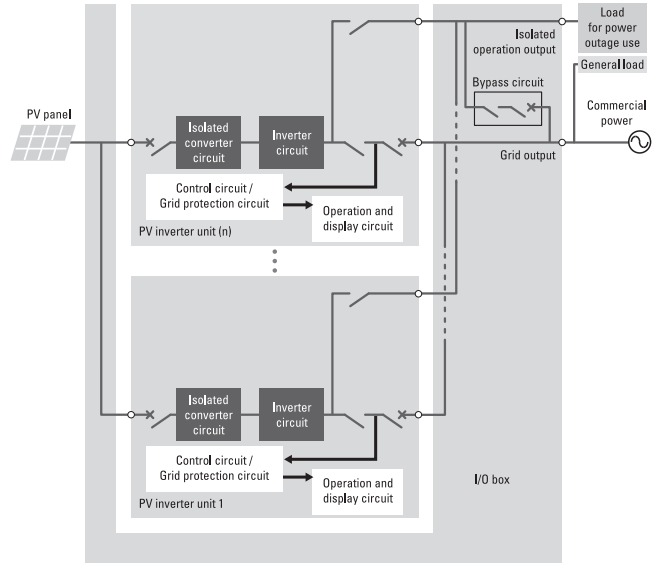 Load
for power
outage use
Isolated
operation output
General load
Bypass circuit
PV panel
Commercial
power
Isolated
converter
circuit
Inverter
circuit
Grid output
Control circuit /
Grid protection circuit
Operation and
display circuit
PV inverter unit (n)
Isolated
converter
circuit
Inverter
circuit
Control circuit /
Grid protection circuit
Operation and
display circuit
I/O box
PV inverter unit 1